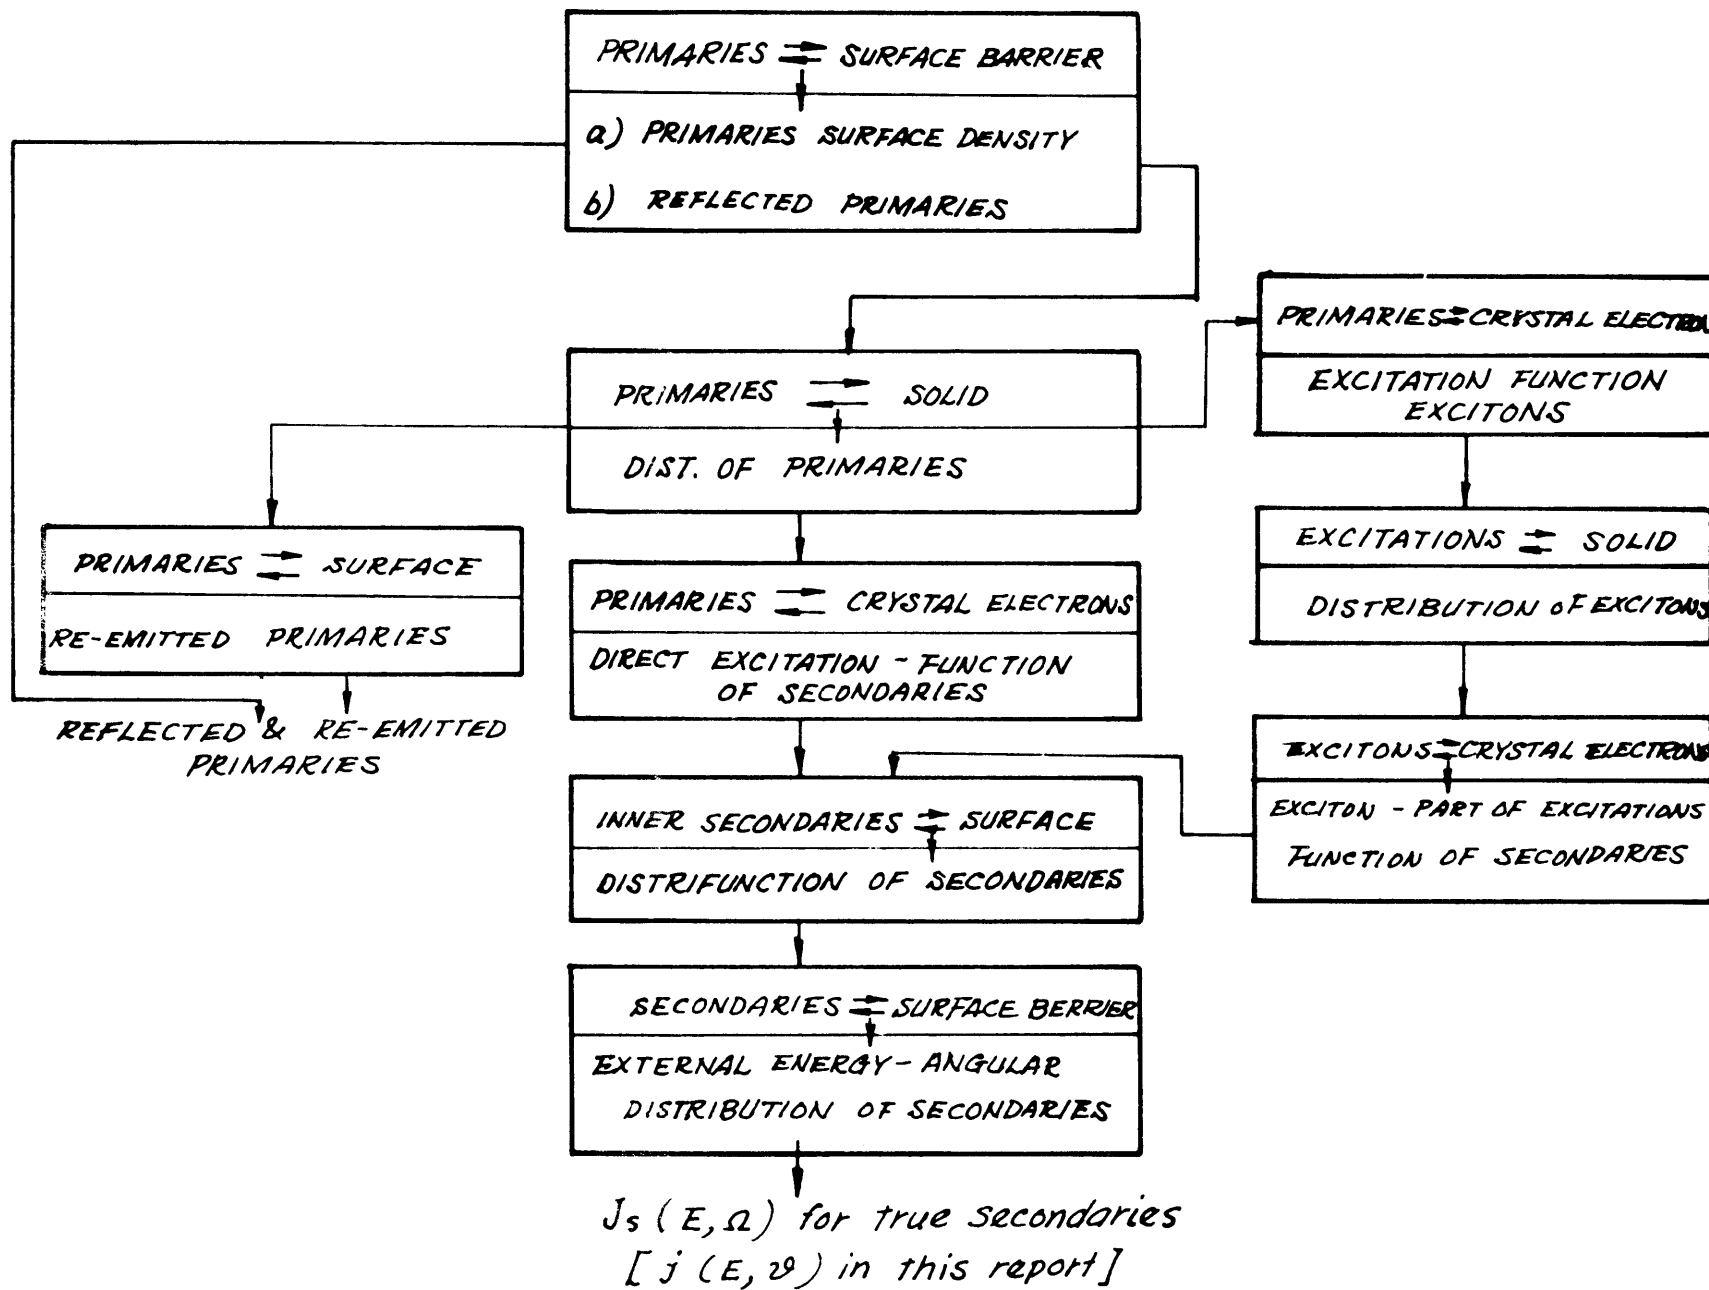 PRIMARIES ⇄ SURFACE BARRIER
a) PRIMARIES SURFACE DENSITY
b) REFLECTED PRIMARIES
PRIMARIES ⇄ SOLID
DIST. OF PRIMARIES
PRIMARIES ⇄ SURFACE
RE-EMITTED PRIMARIES
REFLECTED & RE-EMITTED
PRIMARIES
PRIMARIES ⇄ CRYSTAL ELECTRONS
DIRECT EXCITATION - FUNCTION
OF SECONDARIES
PRIMARIES ⇄ CRYSTAL ELECTRON
EXCITATION FUNCTION
EXCITONS
EXCITATIONS ⇄ SOLID
DISTRIBUTION OF EXCITONS
EXCITONS ⇄ CRYSTAL ELECTRONS
EXCITON - PART OF EXCITATIONS
FUNCTION OF SECONDARIES
INNER SECONDARIES ⇄ SURFACE
DISTRIFUNCTION OF SECONDARIES
SECONDARIES ⇄ SURFACE BERRIER
EXTERNAL ENERGY - ANGULAR
DISTRIBUTION OF SECONDARIES
Js (E, Ω) for true secondaries
[ j (E, ϑ) in this report ]